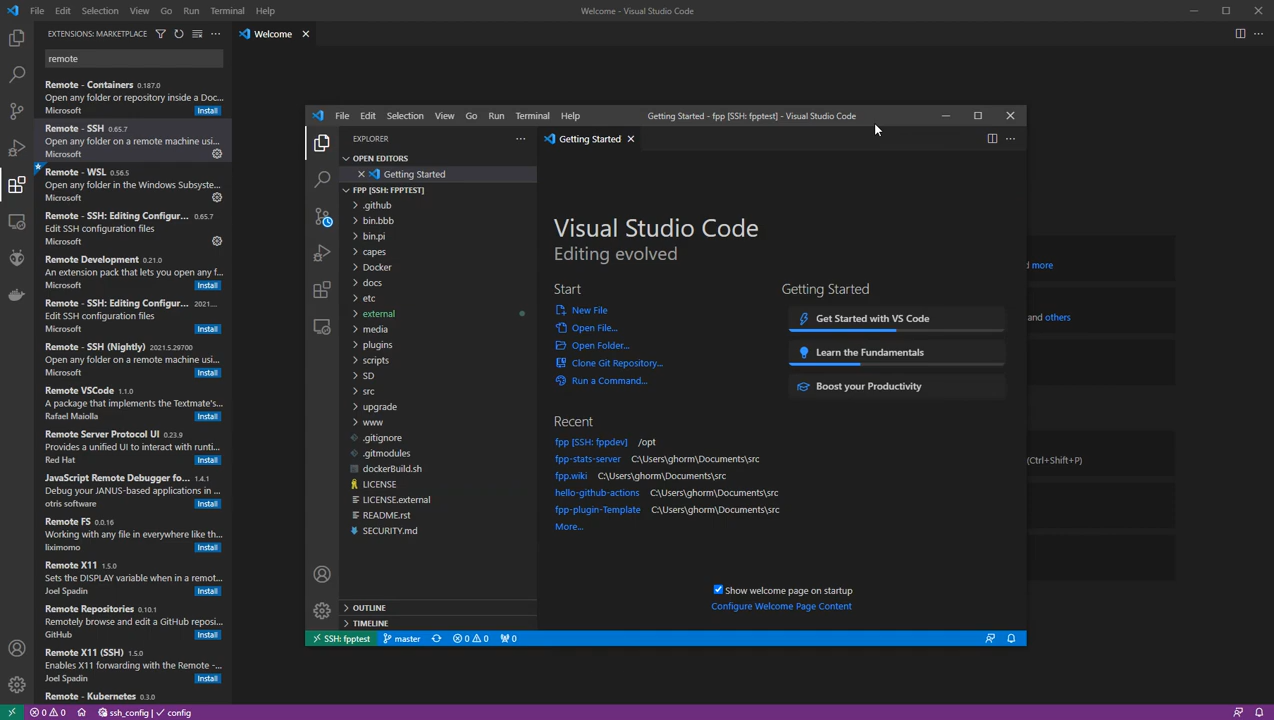 File Edit Selection View Go Run Terminal Help
Welcome - Visual Studio Code
EXTENSIONS: MARKETPLACE
Welcome
remote
Remote - Containers 0.187.0
Open any folder or repository inside a Doc...
Microsoft
Install
Remote - SSH 0.65.7
Open any folder on a remote machine usi...
Microsoft
Remote - WSL 0.56.5
Open any folder in the Windows Subsyste...
Microsoft
Remote - SSH: Editing Configur... 0.65.7
Edit SSH configuration files
Microsoft
Remote Development 0.21.0
An extension pack that lets you open any f...
Microsoft
Install
Remote - SSH: Editing Configur... 2021....
Edit SSH configuration files
Microsoft
Install
Remote - SSH (Nightly) 2021.5.29700
Open any folder on a remote machine usi...
Microsoft
Install
Remote VSCode 1.1.0
A package that implements the Textmate's...
Rafael Maiolla
Install
Remote Server Protocol UI 0.23.9
Provides a unified UI to interact with runti...
Red Hat
Install
JavaScript Remote Debugger fo... 1.4.1
Debug your JANUS-based applications in ...
otris software
Install
Remote FS 0.0.16
Working with any file in everywhere like th...
liximomo
Install
Remote X11 1.5.0
Sets the DISPLAY variable when in a remot...
Joel Spadin
Install
Remote Repositories 0.10.1
Remotely browse and edit a GitHub reposi...
GitHub
Install
Remote X11 (SSH) 1.5.0
Enables X11 forwarding with the Remote -...
Joel Spadin
Install
Remote - Kubernetes 0.3.0
File Edit Selection View Go Run Terminal Help
Getting Started - fpp [SSH: fpptest] - Visual Studio Code
EXPLORER
Getting Started
OPEN EDITORS
Getting Started
FPP [SSH: FPPTEST]
.github
bin.bbb
bin.pi
capes
Docker
docs
etc
external
media
plugins
scripts
SD
src
upgrade
www
.gitignore
.gitmodules
dockerBuild.sh
LICENSE
LICENSE.external
README.rst
SECURITY.md
OUTLINE
TIMELINE
Visual Studio Code
Editing evolved
Start
New File
Open File...
Open Folder...
Clone Git Repository...
Run a Command...
Recent
fpp [SSH: fppdev] /opt
fpp-stats-server C:\Users\ghorm\Documents\src
fpp.wiki C:\Users\ghorm\Documents\src
hello-github-actions C:\Users\ghorm\Documents\src
fpp-plugin-Template C:\Users\ghorm\Documents\src
More...
Getting Started
Get Started with VS Code
Learn the Fundamentals
Boost your Productivity
Show welcome page on startup
Configure Welcome Page Content
SSH: fpptest master 0 0 0
d more
nd others
(Ctrl+Shift+P)
0 0 ssh_config | config